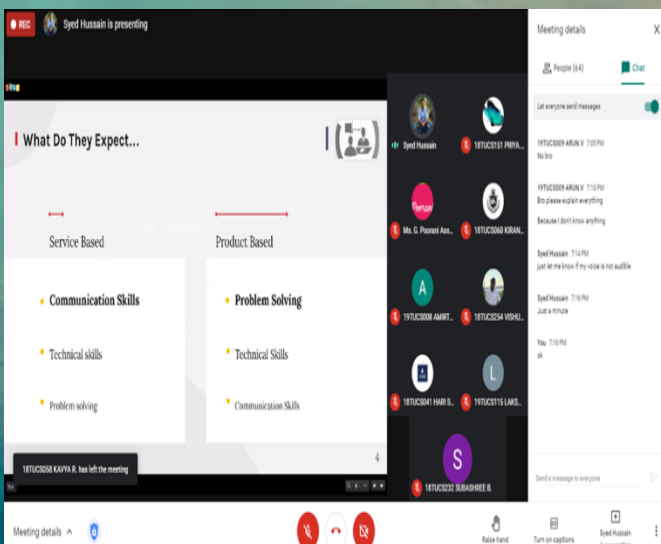 REC
Syed Hussain is presenting
What Do They Expect...
Service Based
Product Based
Communication Skills
Technical skills
Problem solving
Problem Solving
Technical Skills
Communication Skills
4
18TUCS058 KAVYA R. has left the meeting
Syed Hussain
18TUCS151 PRIYA...
Poorani
Ms. G. Poorani Ass...
18TUCS060 KIRAN...
A
19TUCS008 AMIRT...
18TUCS254 VISHU...
18TUCS041 HARI S...
L
19TUCS115 LAKS...
S
18TUCS232 SUBASHREE B.
Meeting details
X
People (64)
Chat
Let everyone send messages
19TUCS009 ARUN.V 7:03 PM
No bro
19TUCS009 ARUN.V 7:10 PM
Bro please explain everything
Because I don't know anything
Syed Hussain 7:14 PM
just let me know if my voice is not audible
Syed Hussain 7:16 PM
Just a minute
You 7:16 PM
ok
Send a message to everyone
Meeting details
Raise hand
Turn on captions
Syed Hussain